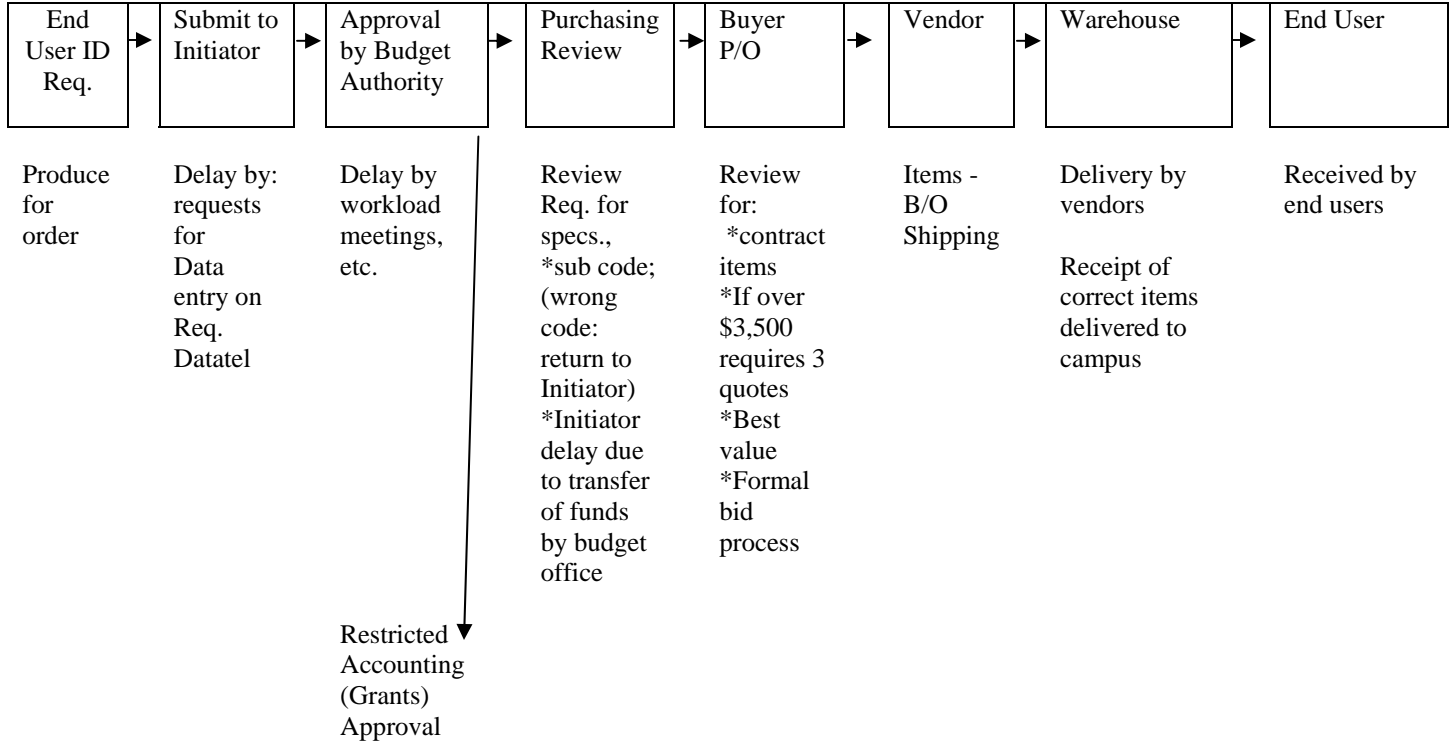 End
User ID
Req.
Submit to
Initiator
Approval
by Budget
Authority
Purchasing
Review
Buyer
P/O
Vendor
Warehouse
End User
Produce
for
order
Delay by:
requests
for
Data
entry on
Req.
Datatel
Delay by
workload
meetings,
etc.
Review
Req. for
specs.,
*sub code;
(wrong
code:
return to
Initiator)
*Initiator
delay due
to transfer
of funds
by budget
office
Review
for:
*contract
items
*If over
$3,500
requires 3
quotes
*Best
value
*Formal
bid
process
Items -
B/O
Shipping
Delivery by
vendors
Receipt of
correct items
delivered to
campus
Received by
end users
Restricted
Accounting
(Grants)
Approval